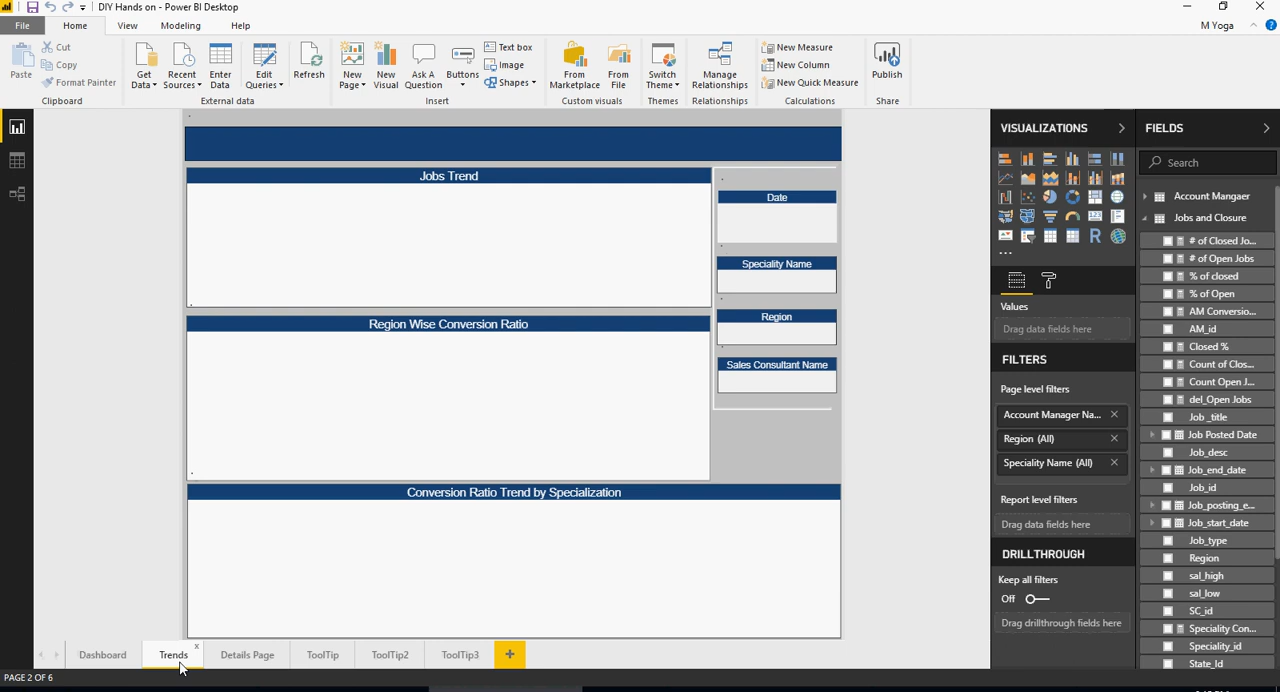 DIY Hands on - Power BI Desktop
File Home View Modeling Help M Yoga
Paste
Cut
Copy
Format Painter
Clipboard
Get Data
Recent Sources
Enter Data
Edit Queries
External data
Refresh
New Page
New Visual
Ask A Question
Buttons
Text box
Image
Shapes
Insert
From Marketplace
From File
Custom visuals
Switch Theme
Themes
Manage Relationships
Relationships
New Measure
New Column
New Quick Measure
Calculations
Publish
Share
Jobs Trend
Date
Speciality Name
Region
Sales Consultant Name
Region Wise Conversion Ratio
Conversion Ratio Trend by Specialization
VISUALIZATIONS
R
Values
Drag data fields here
FILTERS
Page level filters
Account Manager Na...
Region (All)
Speciality Name (All)
Report level filters
Drag data fields here
DRILLTHROUGH
Keep all filters
Off
Drag drillthrough fields here
FIELDS
Search
Account Mangaer
Jobs and Closure
# of Closed Jo...
# of Open Jobs
% of closed
% of Open
AM Conversio...
AM_id
Closed %
Count of Clos...
Count Open J...
del_Open Jobs
Job _title
Job Posted Date
Job_desc
Job_end_date
Job_id
Job_posting_e...
Job_start_date
Job_type
Region
sal_high
sal_low
SC_id
Speciality Con...
Speciality_id
State_Id
Dashboard Trends Details Page ToolTip ToolTip2 ToolTip3
PAGE 2 OF 6